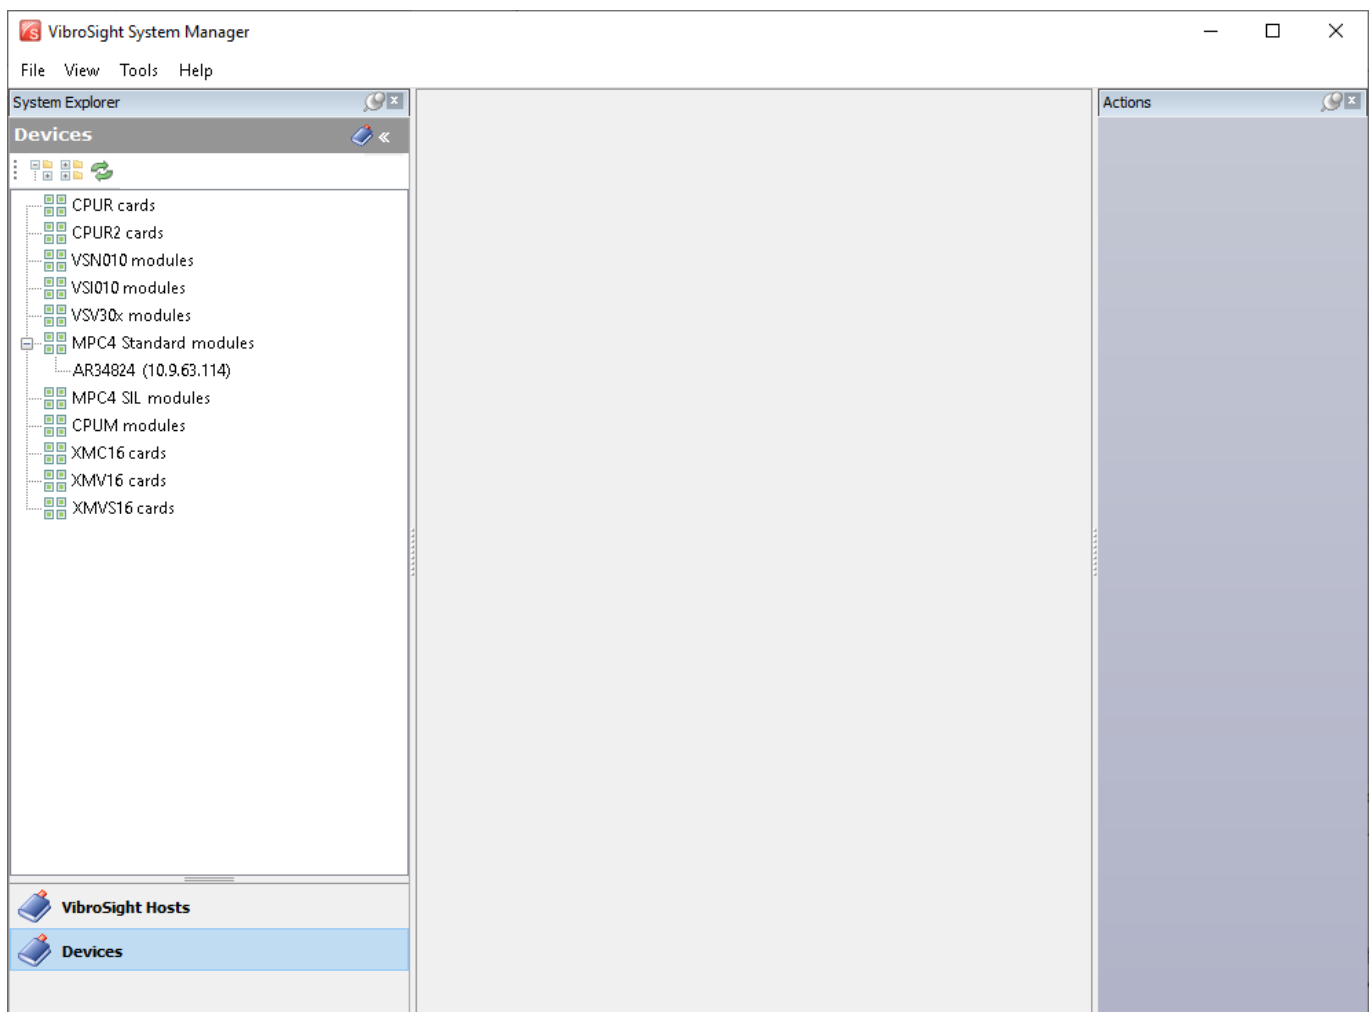 VibroSight System Manager
File View Tools Help
System Explorer
Devices
CPUR cards
CPUR2 cards
VSN010 modules
VSI010 modules
VSV30x modules
MPC4 Standard modules
AR34824 (10.9.63.114)
MPC4 SIL modules
CPUM modules
XMC16 cards
XMV16 cards
XMVS16 cards
VibroSight Hosts
Devices
Actions